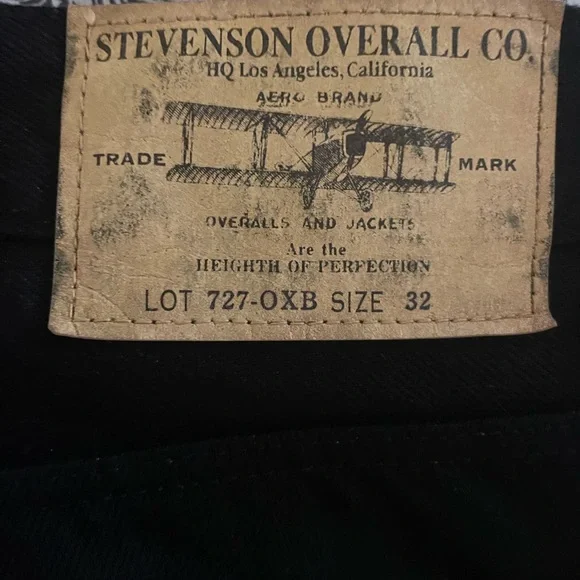 STEVENSON OVERALL CO.
HQ Los Angeles, California
AERO BRAND
TRADE MARK
OVERALLS AND JACKETS
Are the
HEIGHTH OF PERFECTION
LOT 727-OXB SIZE 32